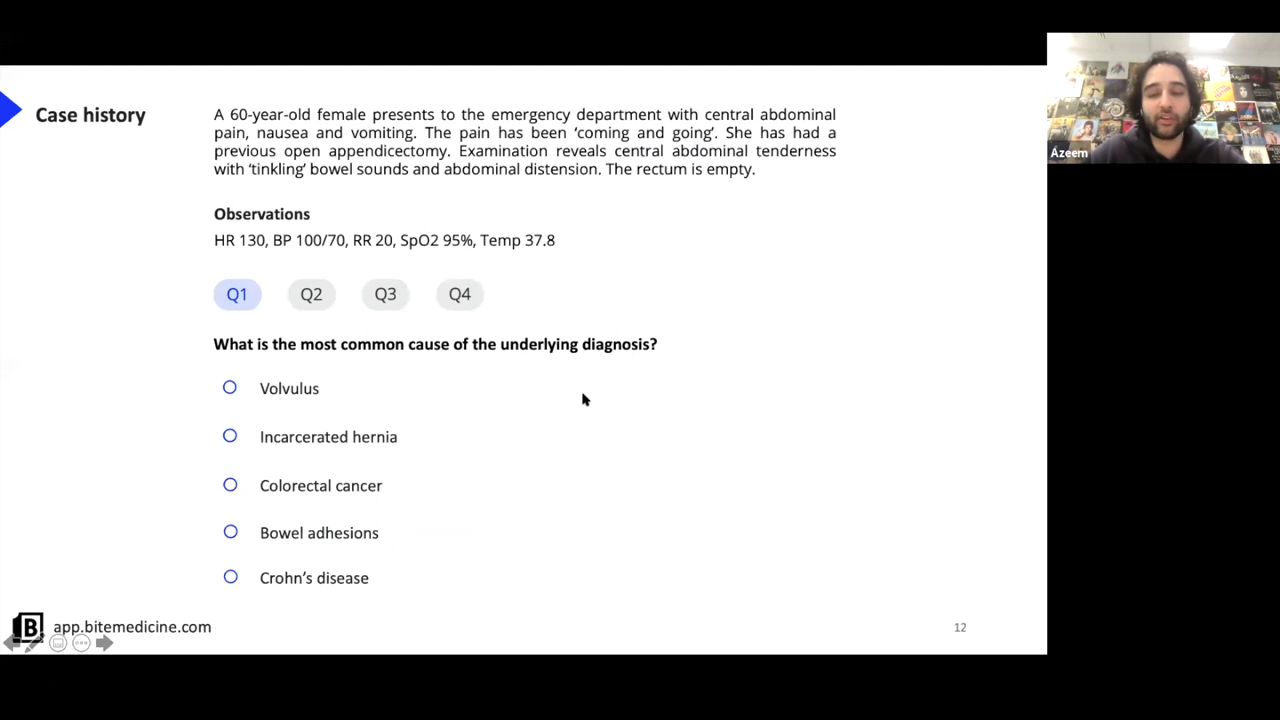 Case history
A 60-year-old female presents to the emergency department with central abdominal
pain, nausea and vomiting. The pain has been ‘coming and going’. She has had a
previous open appendicectomy. Examination reveals central abdominal tenderness
with ‘tinkling’ bowel sounds and abdominal distension. The rectum is empty.
Observations
HR 130, BP 100/70, RR 20, SpO2 95%, Temp 37.8
Q1 Q2 Q3 Q4
What is the most common cause of the underlying diagnosis?
Volvulus
Incarcerated hernia
Colorectal cancer
Bowel adhesions
Crohn’s disease
B app.bitemedicine.com
12
Azeem